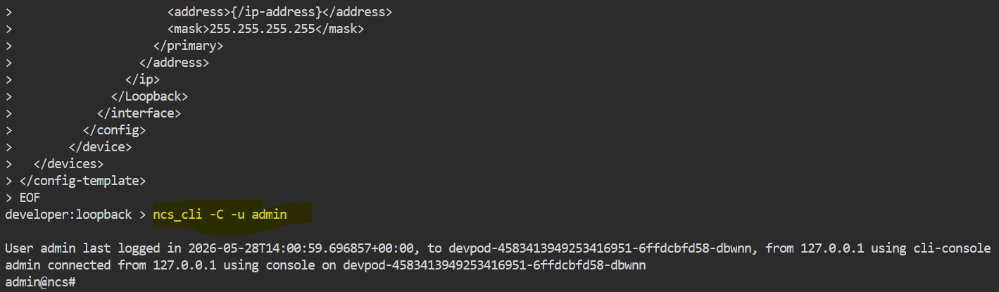 >                      <address>{/ip-address}</address>
>                      <mask>255.255.255.255</mask>
>                    </primary>
>                  </address>
>                </ip>
>              </Loopback>
>            </interface>
>          </config>
>        </device>
>   </devices>
> </config-template>
> EOF
developer:loopback > ncs_cli -C -u admin

User admin last logged in 2026-05-28T14:00:59.696857+00:00, to devpod-4583413949253416951-6ffdcbfd58-dbwnn, from 127.0.0.1 using cli-console
admin connected from 127.0.0.1 using console on devpod-4583413949253416951-6ffdcbfd58-dbwnn
admin@ncs#